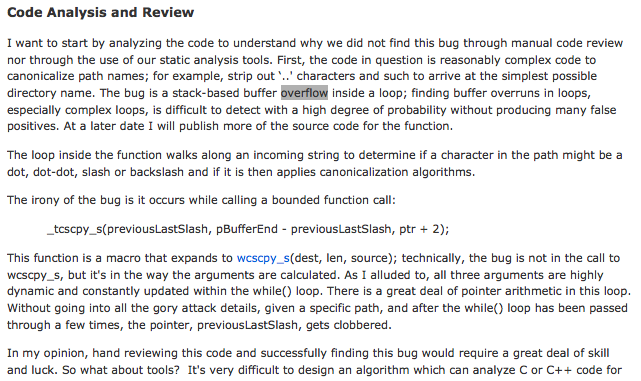 Code Analysis and Review
I want to start by analyzing the code to understand why we did not find this bug through manual code review
nor through the use of our static analysis tools. First, the code in question is reasonably complex code to
canonicalize path names; for example, strip out `..' characters and such to arrive at the simplest possible
directory name. The bug is a stack-based buffer overflow inside a loop; finding buffer overruns in loops,
especially complex loops, is difficult to detect with a high degree of probability without producing many false
positives. At a later date I will publish more of the source code for the function.
The loop inside the function walks along an incoming string to determine if a character in the path might be a
dot, dot-dot, slash or backslash and if it is then applies canonicalization algorithms.
The irony of the bug is it occurs while calling a bounded function call:
_tcscpy_s(previousLastSlash, pBufferEnd - previousLastSlash, ptr + 2);
This function is a macro that expands to wcscpy_s(dest, len, source); technically, the bug is not in the call to
wcscpy_s, but it's in the way the arguments are calculated. As I alluded to, all three arguments are highly
dynamic and constantly updated within the while() loop. There is a great deal of pointer arithmetic in this loop.
Without going into all the gory attack details, given a specific path, and after the while() loop has been passed
through a few times, the pointer, previousLastSlash, gets clobbered.
In my opinion, hand reviewing this code and successfully finding this bug would require a great deal of skill
and luck. So what about tools?  It's very difficult to design an algorithm which can analyze C or C++ code for